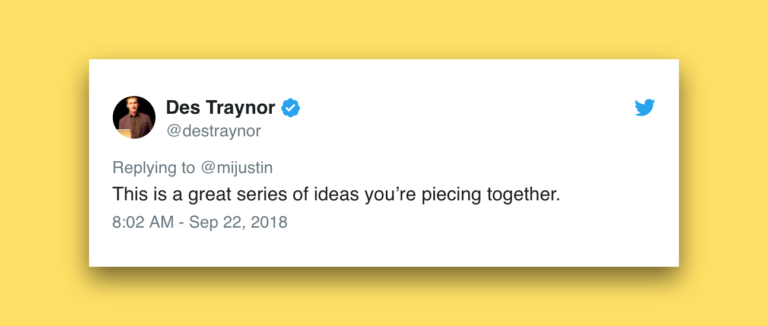 Des Traynor
@destraynor
Replying to @mijustin
This is a great series of ideas you’re piecing together.
8:02 AM - Sep 22, 2018